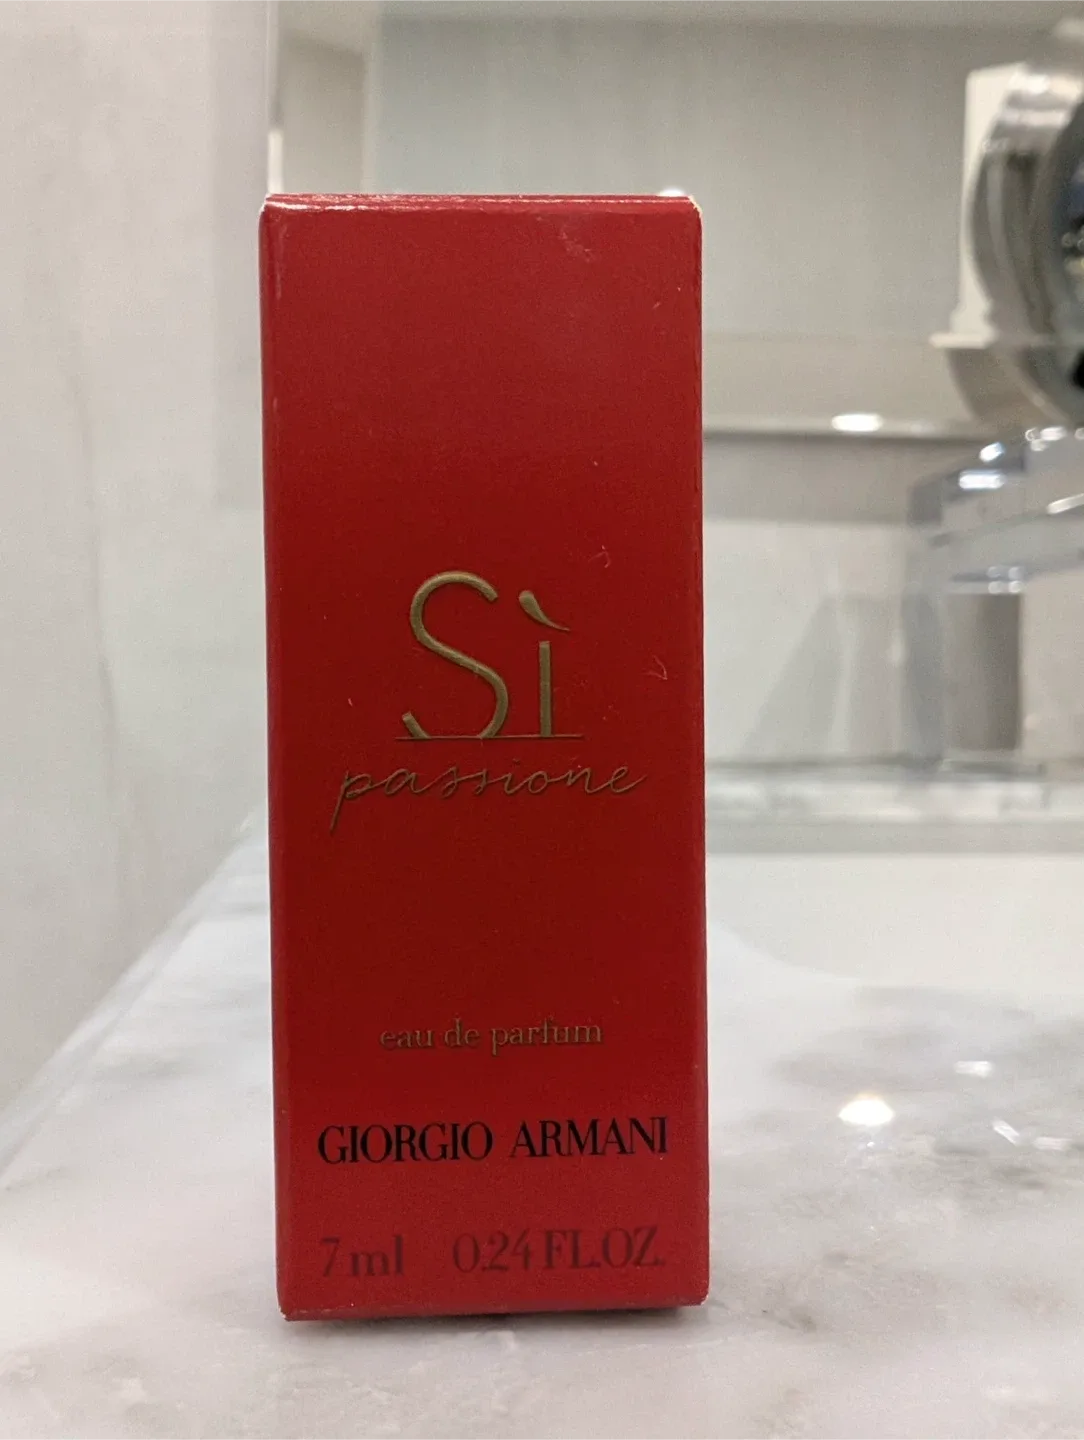 Sì
passione
eau de parfum
GIORGIO ARMANI
7 ml 0.24 FL.OZ.